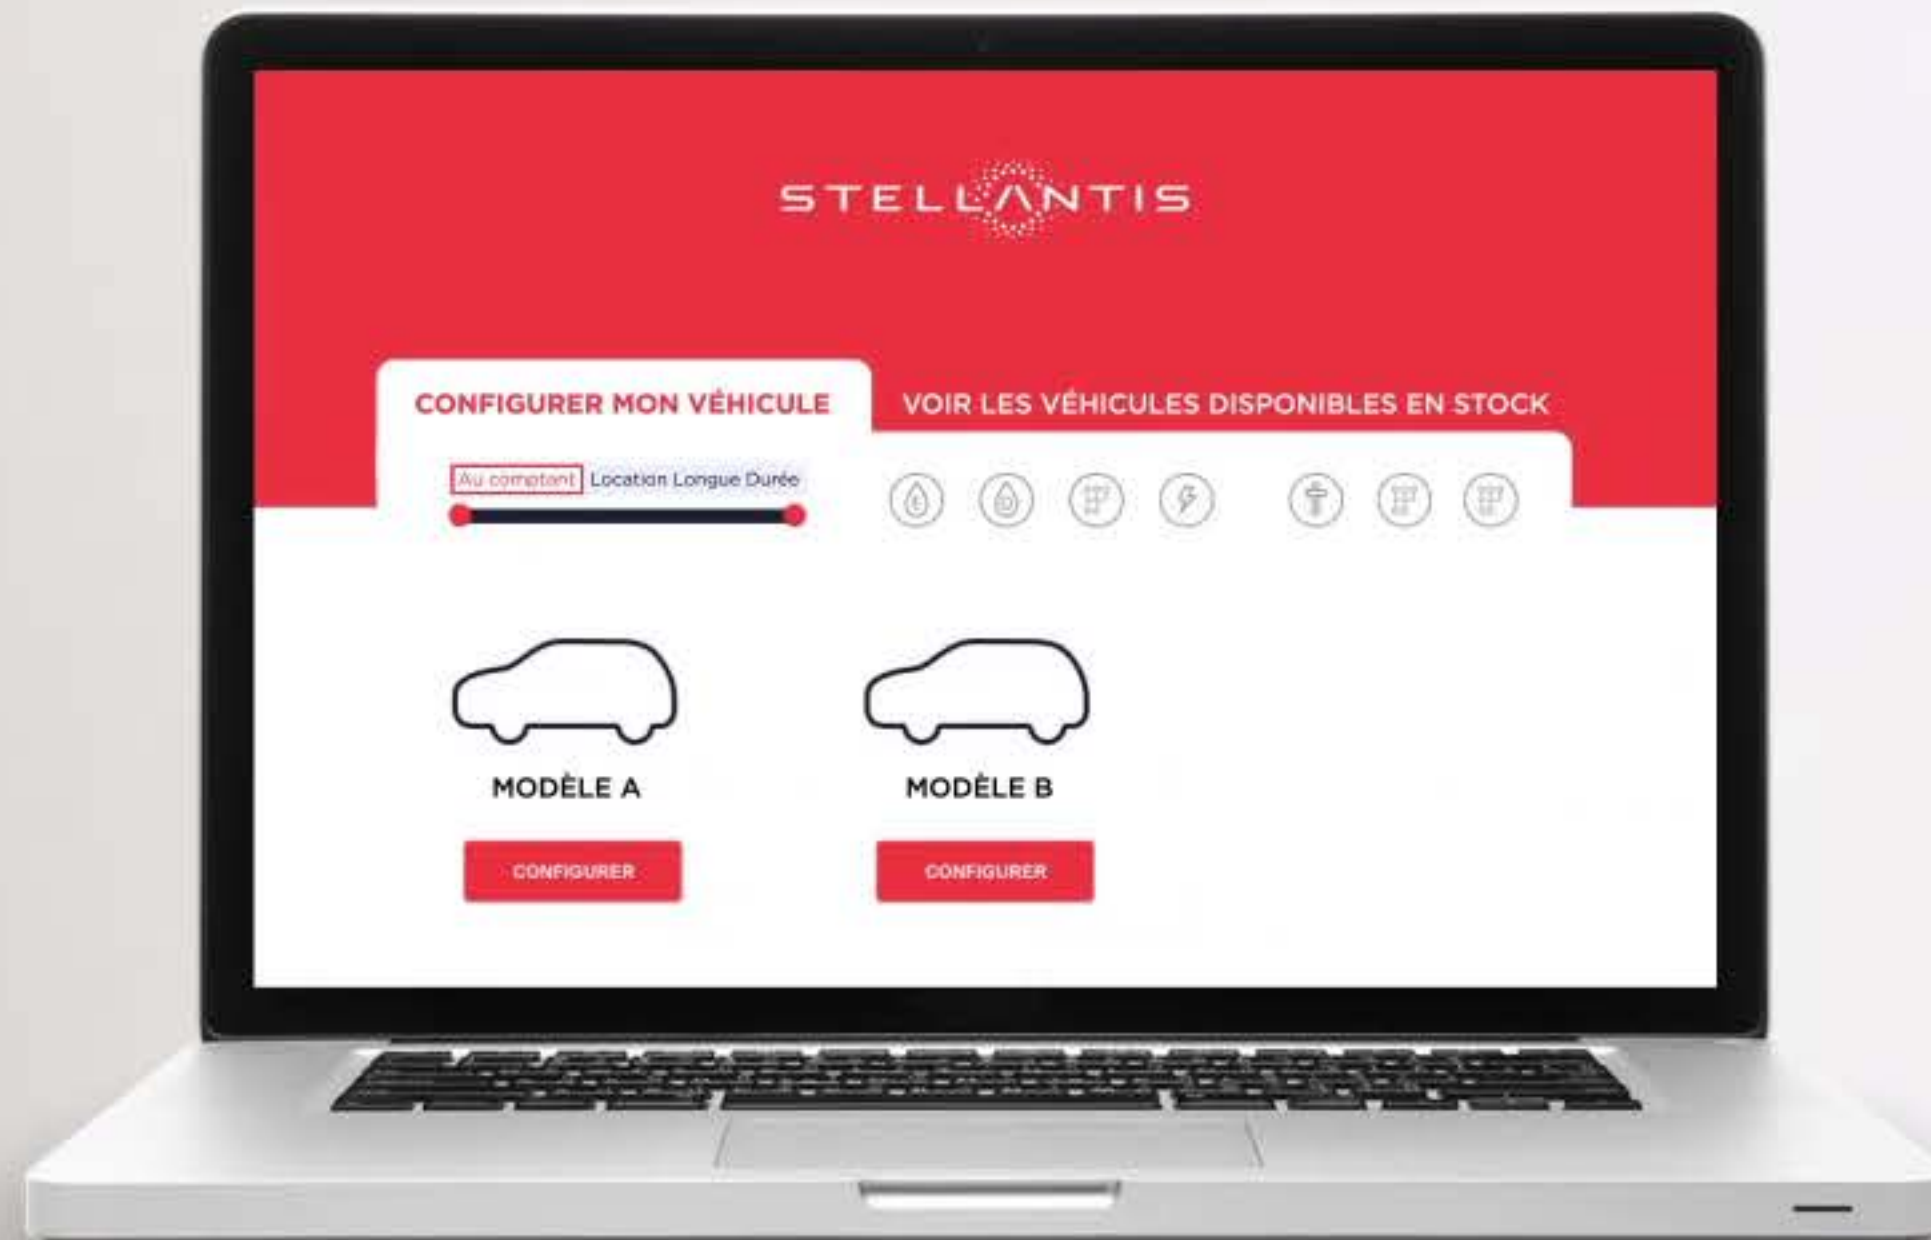 STELLANTIS
CONFIGURER MON VÉHICULE
VOIR LES VÉHICULES DISPONIBLES EN STOCK
Au comptant Location Longue Durée
MODÈLE A
MODÈLE B
CONFIGURER
CONFIGURER